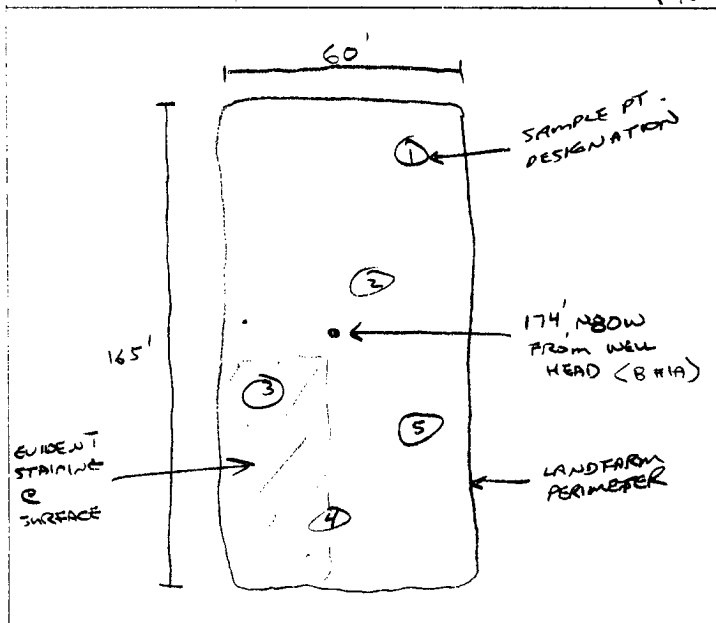 60'
SAMPLE PT.
DESIGNATION
1
2
174', N80W
FROM WELL
HEAD (B #1A)
165'
3
5
EVIDENT
STAINING
@
SURFACE
LANDFARM
PERIMETER
4